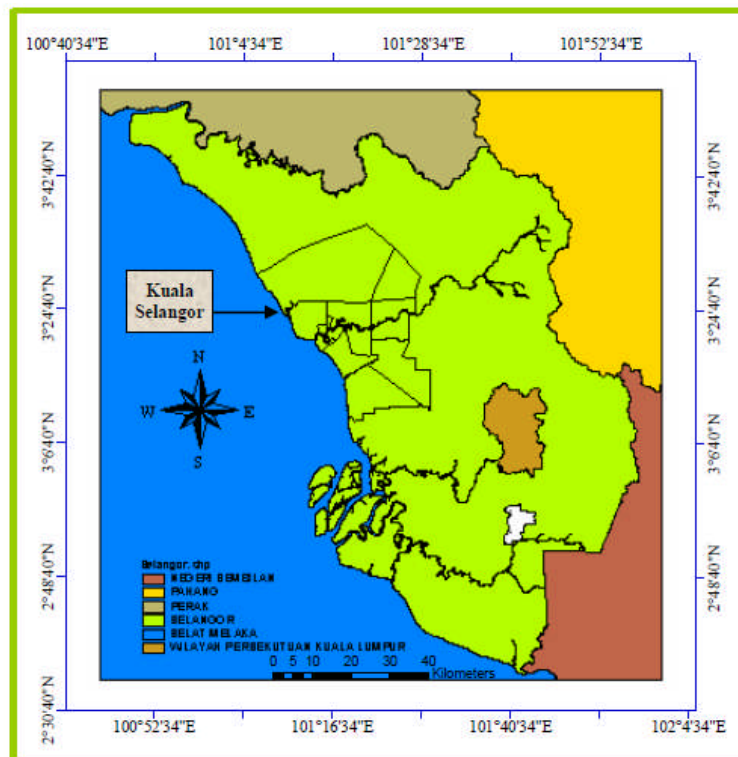 100°40'34"E 101°4'34"E 101°28'34"E 101°52'34"E
3°42'40"N 3°42'40"N
Kuala
Selangor
3°24'40"N 3°24'40"N
N
W E
S
3°6'40"N 3°6'40"N
Selangor.shp
NEGERI SEMBILAN
PAHANG
PERAK
SELANGOR
SELAT MELAKA
WILAYAH PERSEKUTUAN KUALA LUMPUR
2°48'40"N 2°48'40"N
0 5 10 20 30 40
Kilometers
2°30'40"N
100°52'34"E 101°16'34"E 101°40'34"E 102°4'34"E